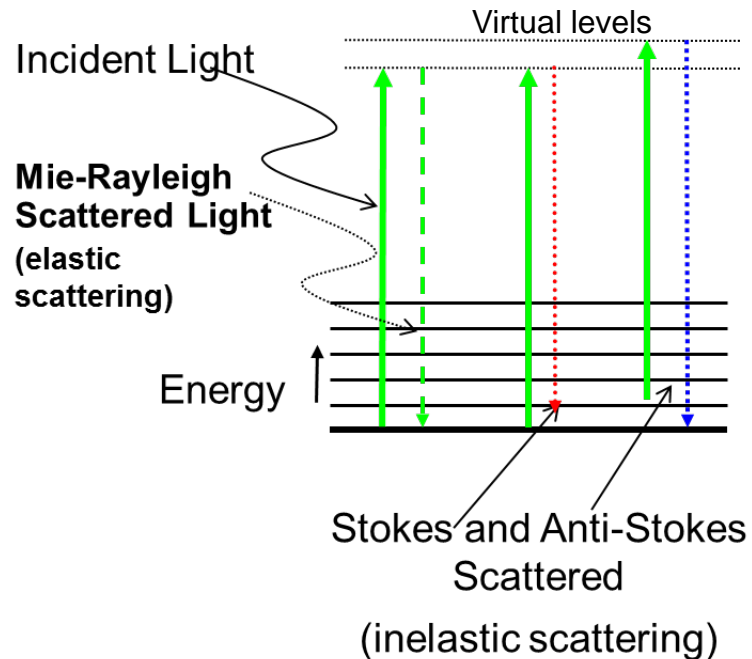 Virtual levels
Incident Light
Mie-Rayleigh
Scattered Light
(elastic
scattering)
Energy
Stokes and Anti-Stokes
Scattered
(inelastic scattering)